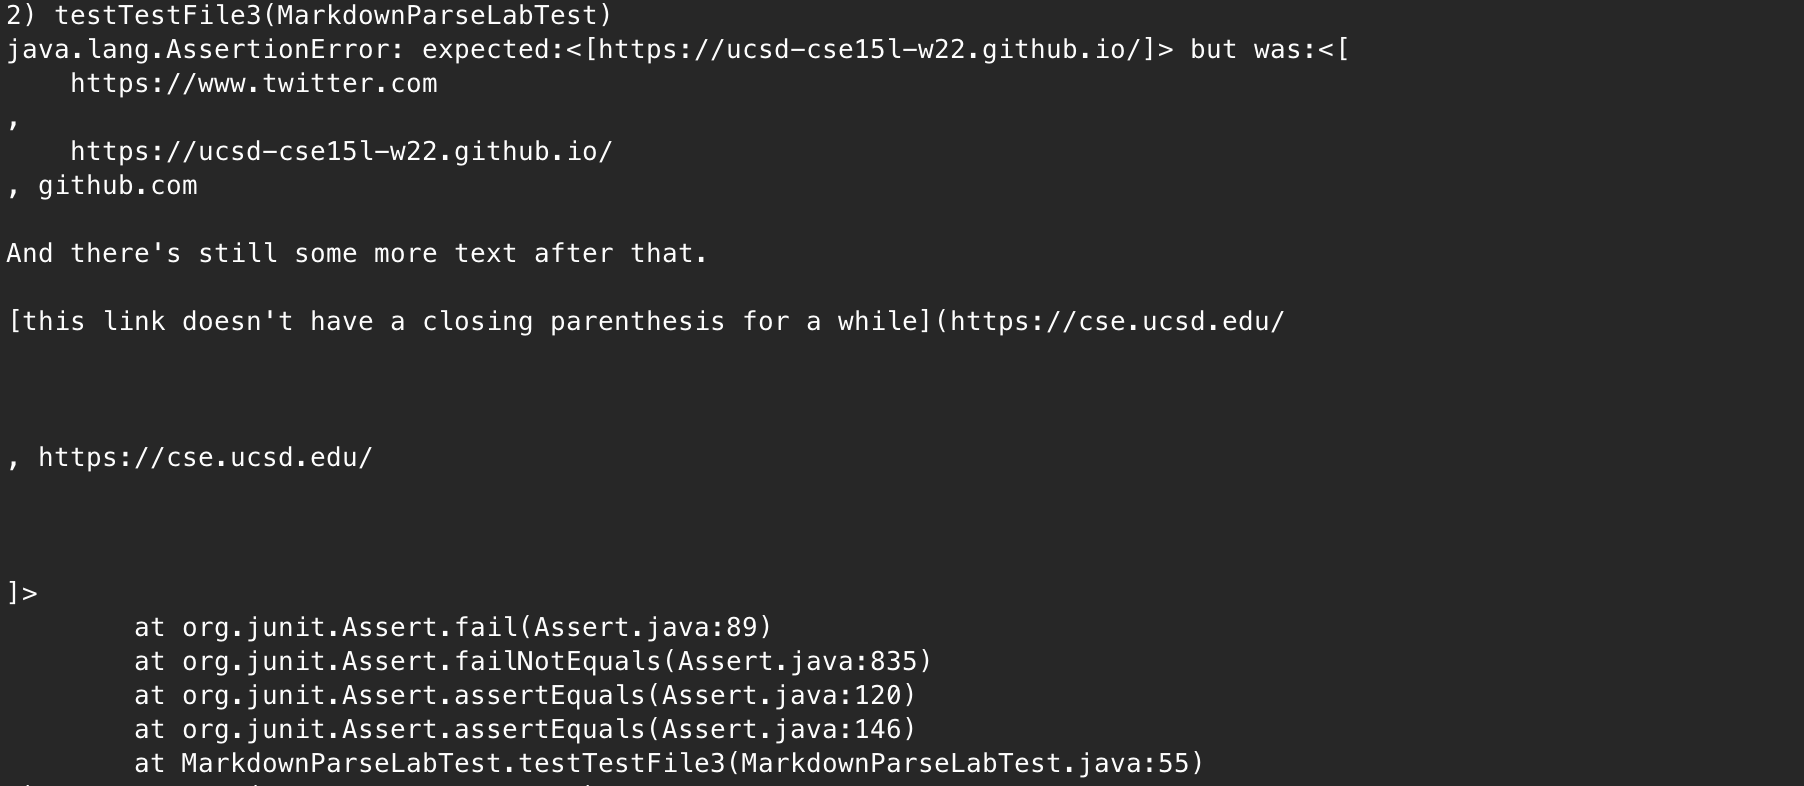 2) testTestFile3(MarkdownParseLabTest)
java.lang.AssertionError: expected:<[https://ucsd-cse15l-w22.github.io/]> but was:<[
    https://www.twitter.com
,
    https://ucsd-cse15l-w22.github.io/
, github.com

And there's still some more text after that.

[this link doesn't have a closing parenthesis for a while](https://cse.ucsd.edu/



, https://cse.ucsd.edu/



]>
        at org.junit.Assert.fail(Assert.java:89)
        at org.junit.Assert.failNotEquals(Assert.java:835)
        at org.junit.Assert.assertEquals(Assert.java:120)
        at org.junit.Assert.assertEquals(Assert.java:146)
        at MarkdownParseLabTest.testTestFile3(MarkdownParseLabTest.java:55)